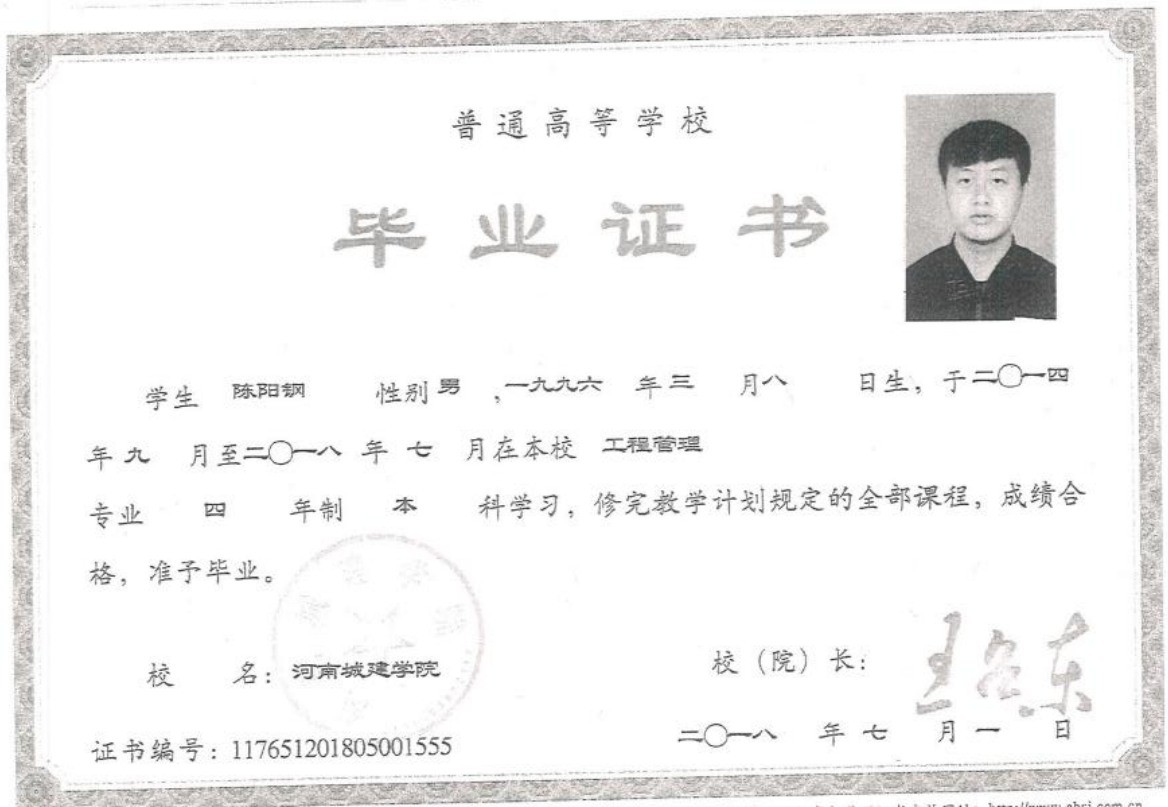 普通高等学校
毕业证书
学生 陈阳钢 性别 男 ,一九九六 年 三 月 八 日生, 于二〇一四
年 九 月至二〇一八 年 七 月在本校 工程管理
专业 四 年制 本 科学习, 修完教学计划规定的全部课程, 成绩合
格, 准予毕业。
校 名: 河南城建学院
校（院）长:
证书编号: 117651201805001555
二〇一八 年 七 月 一 日
http://www.chsi.com.cn